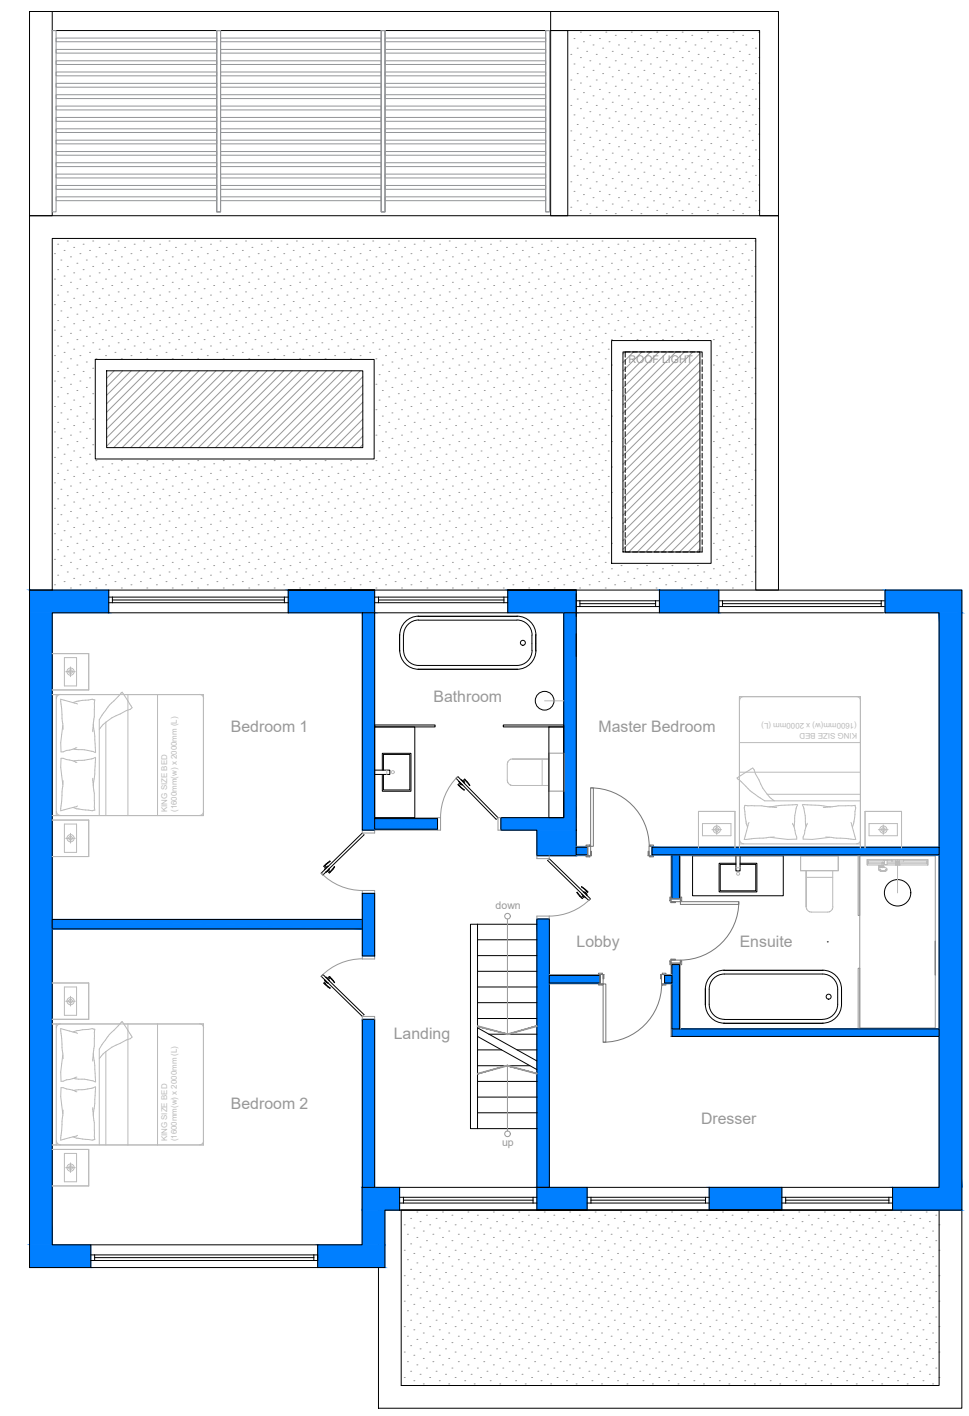 ROOF LIGHT
Bathroom
Bedroom 1
Master Bedroom
KING SIZE BED
(1600mm(w) x 2000mm (L)
KING SIZE BED
(1600mm(w) x 2000mm (L)
down
Lobby
Ensuite
Landing
KING SIZE BED
(1600mm(w) x 2000mm (L)
Bedroom 2
Dresser
up